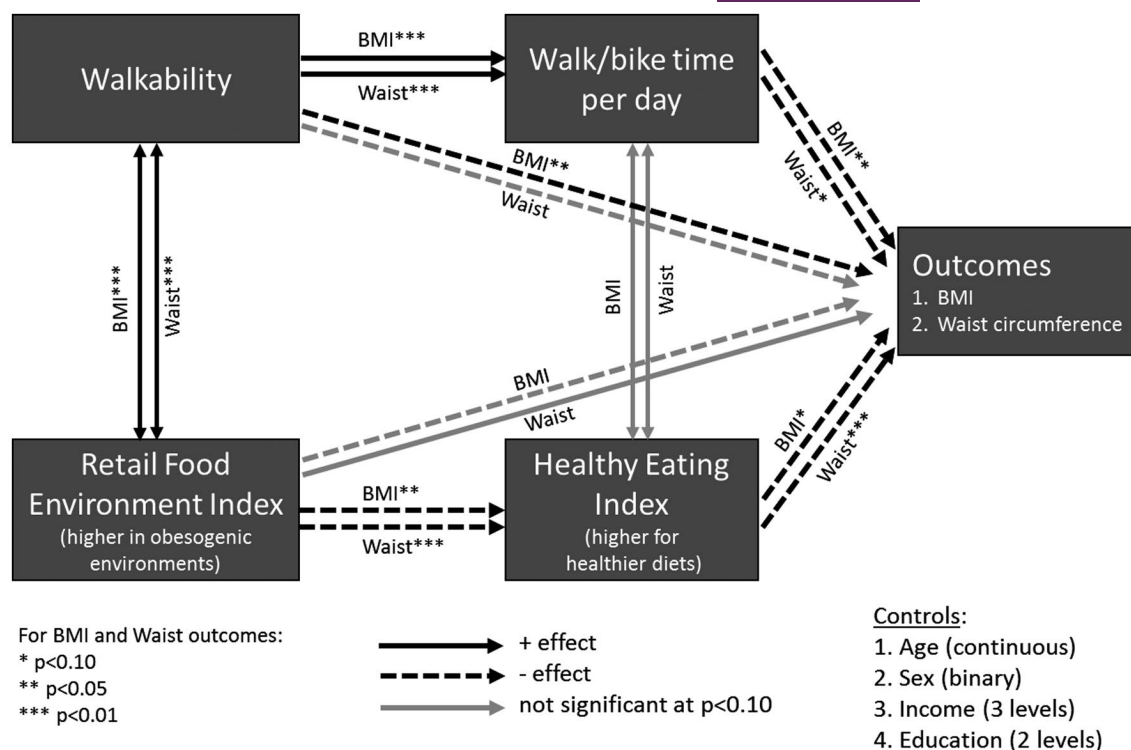 Walkability
BMI***
Waist***
Walk/bike time
per day
BMI**
Waist
BMI**
Waist*
BMI***
Waist***
BMI
Waist
Outcomes
1. BMI
2. Waist circumference
BMI
Waist
Retail Food
Environment Index
(higher in obesogenic
environments)
BMI**
Waist***
Healthy Eating
Index
(higher for
healthier diets)
BMI*
Waist***
For BMI and Waist outcomes:
* p<0.10
** p<0.05
*** p<0.01
+ effect
- effect
not significant at p<0.10
Controls:
1. Age (continuous)
2. Sex (binary)
3. Income (3 levels)
4. Education (2 levels)